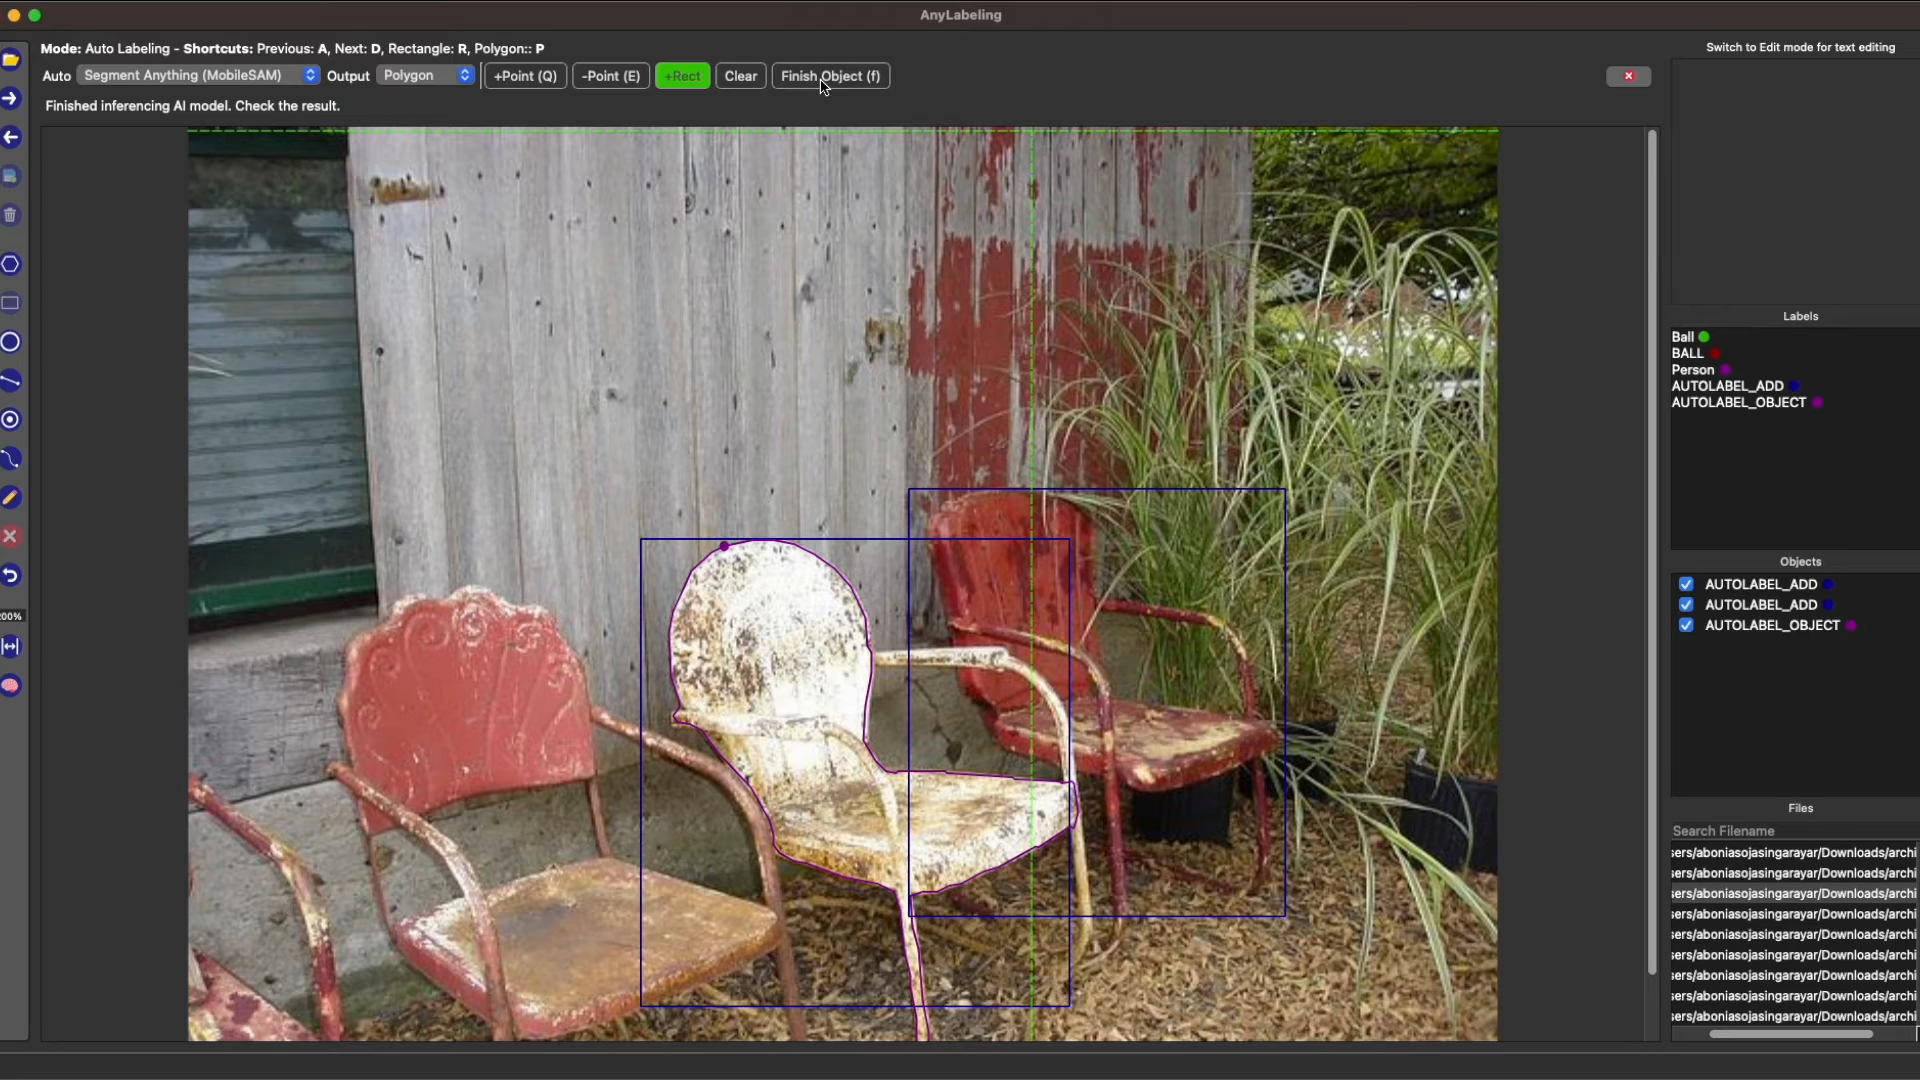 AnyLabeling
Mode: Auto Labeling - Shortcuts: Previous: A, Next: D, Rectangle: R, Polygon:: P
Switch to Edit mode for text editing
Auto Segment Anything (MobileSAM) Output Polygon +Point (Q) -Point (E) +Rect Clear Finish Object (f)
Finished inferencing AI model. Check the result.
Labels
Ball
BALL
Person
AUTOLABEL_ADD
AUTOLABEL_OBJECT
Objects
AUTOLABEL_ADD
AUTOLABEL_ADD
AUTOLABEL_OBJECT
00%
Files
Search Filename
sers/aboniasojasingarayar/Downloads/archi
sers/aboniasojasingarayar/Downloads/archi
sers/aboniasojasingarayar/Downloads/archi
sers/aboniasojasingarayar/Downloads/archi
sers/aboniasojasingarayar/Downloads/archi
sers/aboniasojasingarayar/Downloads/archi
sers/aboniasojasingarayar/Downloads/archi
sers/aboniasojasingarayar/Downloads/archi
sers/aboniasojasingarayar/Downloads/archi